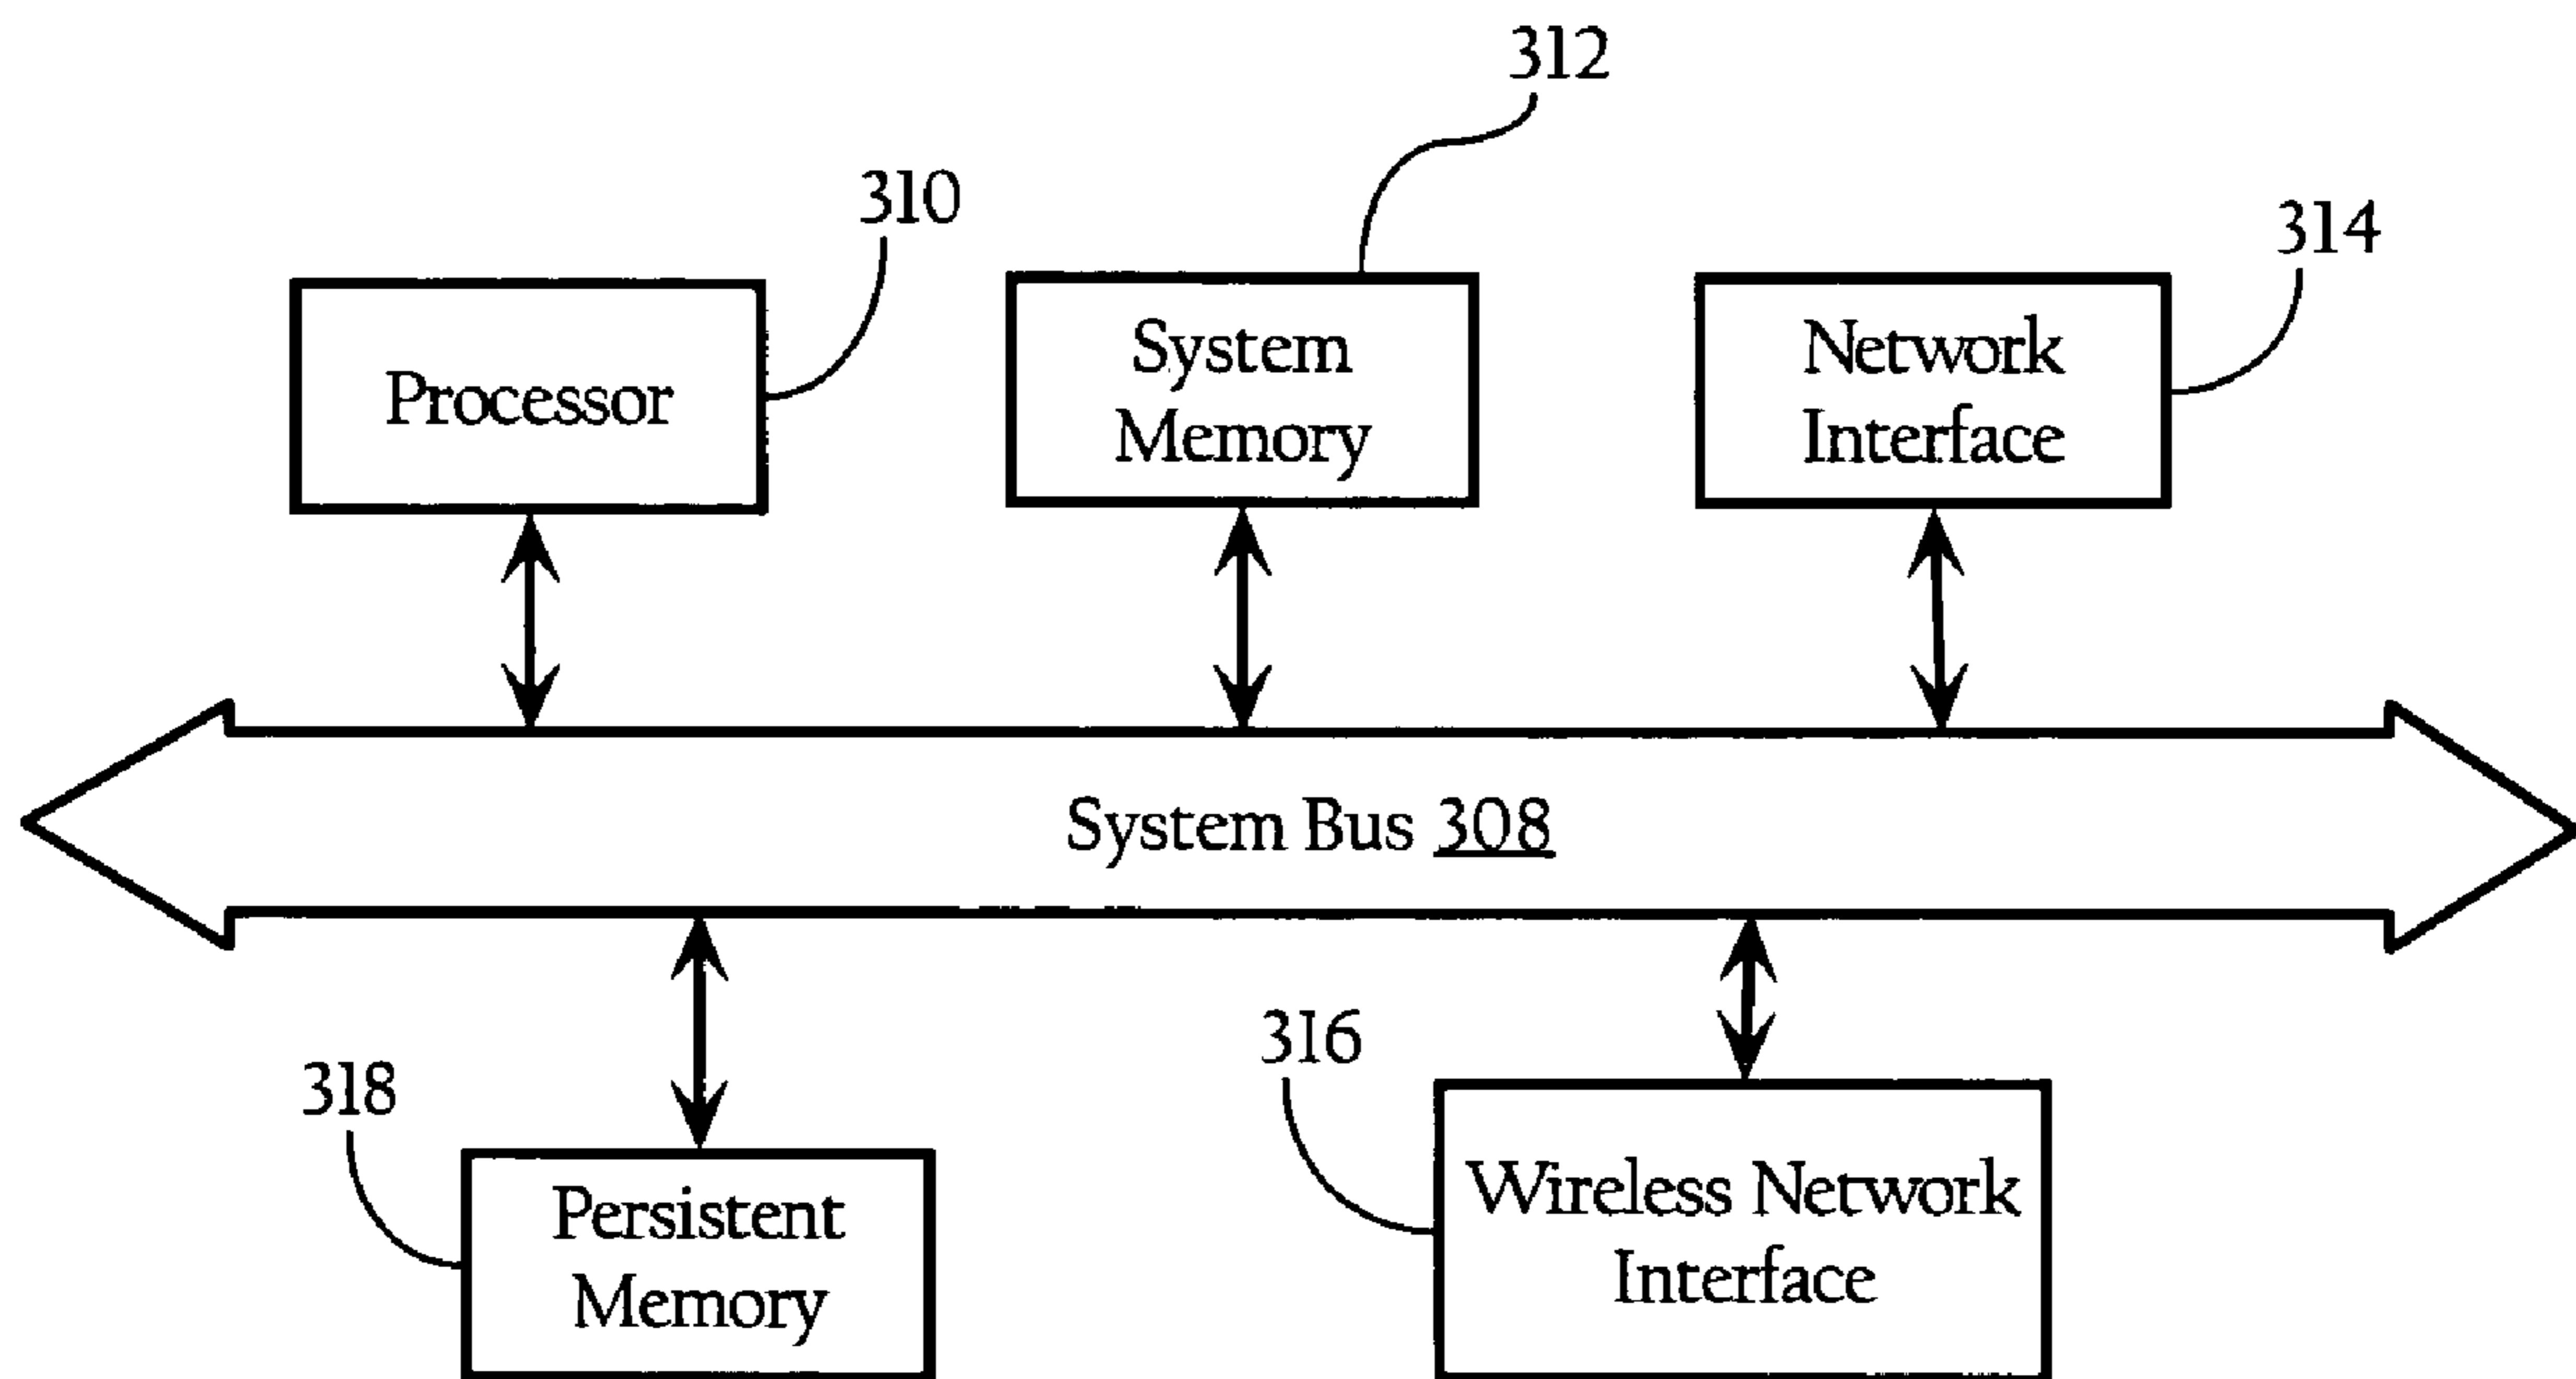 312
310
314
Processor
System
Memory
Network
Interface
System Bus 308
316
318
Persistent
Memory
Wireless Network
Interface